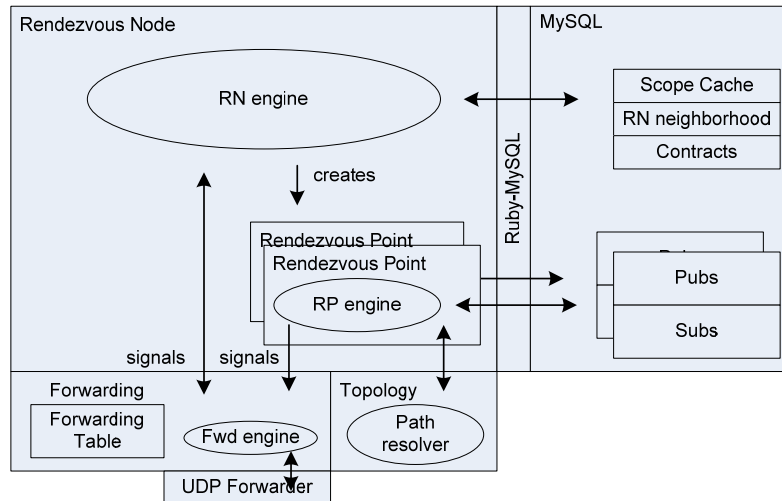 Rendezvous Node
MySQL
RN engine
Scope Cache
RN neighborhood
Contracts
creates
Ruby-MySQL
Rendezvous Point
Rendezvous Point
RP engine
Pubs
Subs
signals
signals
Forwarding
Topology
Forwarding
Table
Fwd engine
Path
resolver
UDP Forwarder